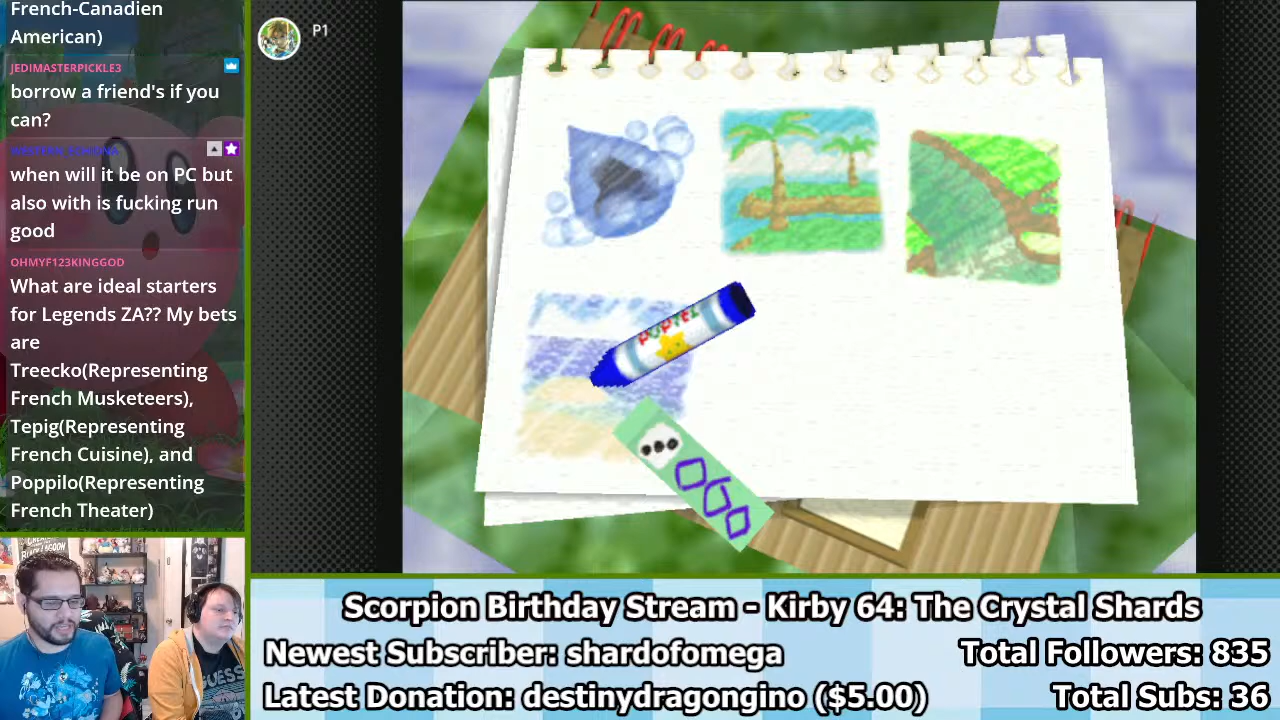 French-Canadien
American)
JEDIMASTERPICKLE3
borrow a friend's if you
can?
when will it be on PC but
also with is fucking run
good
OHMYF123KINGGOD
What are ideal starters
for Legends ZA?? My bets
are
Treecko(Representing
French Musketeers),
Tepig(Representing
French Cuisine), and
Poppilo(Representing
French Theater)
P1
GUESS
Scorpion Birthday Stream - Kirby 64: The Crystal Shards
Newest Subscriber: shardofomega
Total Followers: 835
Latest Donation: destinydragongino ($5.00)
Total Subs: 36